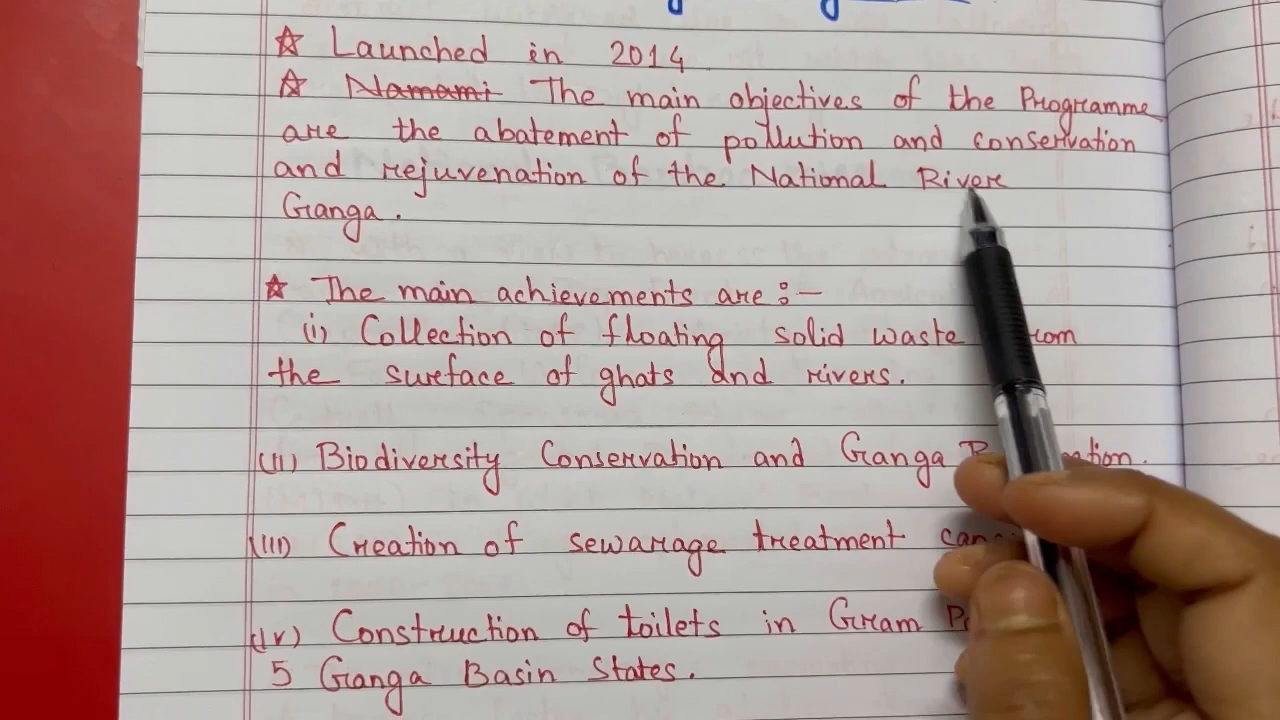 ☆ Launched in 2014
☆ Namami The main objectives of the Programme
are the abatement of pollution and conservation
and rejuvenation of the National River
Ganga.
☆ The main achievements are :-
(i) Collection of floating solid waste
the surface of ghats and rivers.
(ii) Biodiversity Conservation and Ganga
(iii) Creation of sewarage treatment
(iv) Construction of toilets in Gram
5 Ganga Basin States.